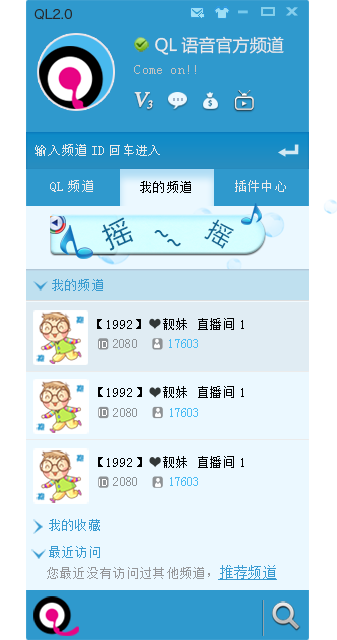 QL2.0
QL 语音官方频道
Come on!!
V3
输入频道 ID 回车进入
QL 频道
我的频道
插件中心
摇 ~ ~ 摇
我的频道
【1992】❤靓妹 直播间 1
ID 2080 17603
【1992】❤靓妹 直播间 1
ID 2080 17603
【1992】❤靓妹 直播间 1
ID 2080 17603
我的收藏
最近访问
您最近没有访问过其他频道，推荐频道